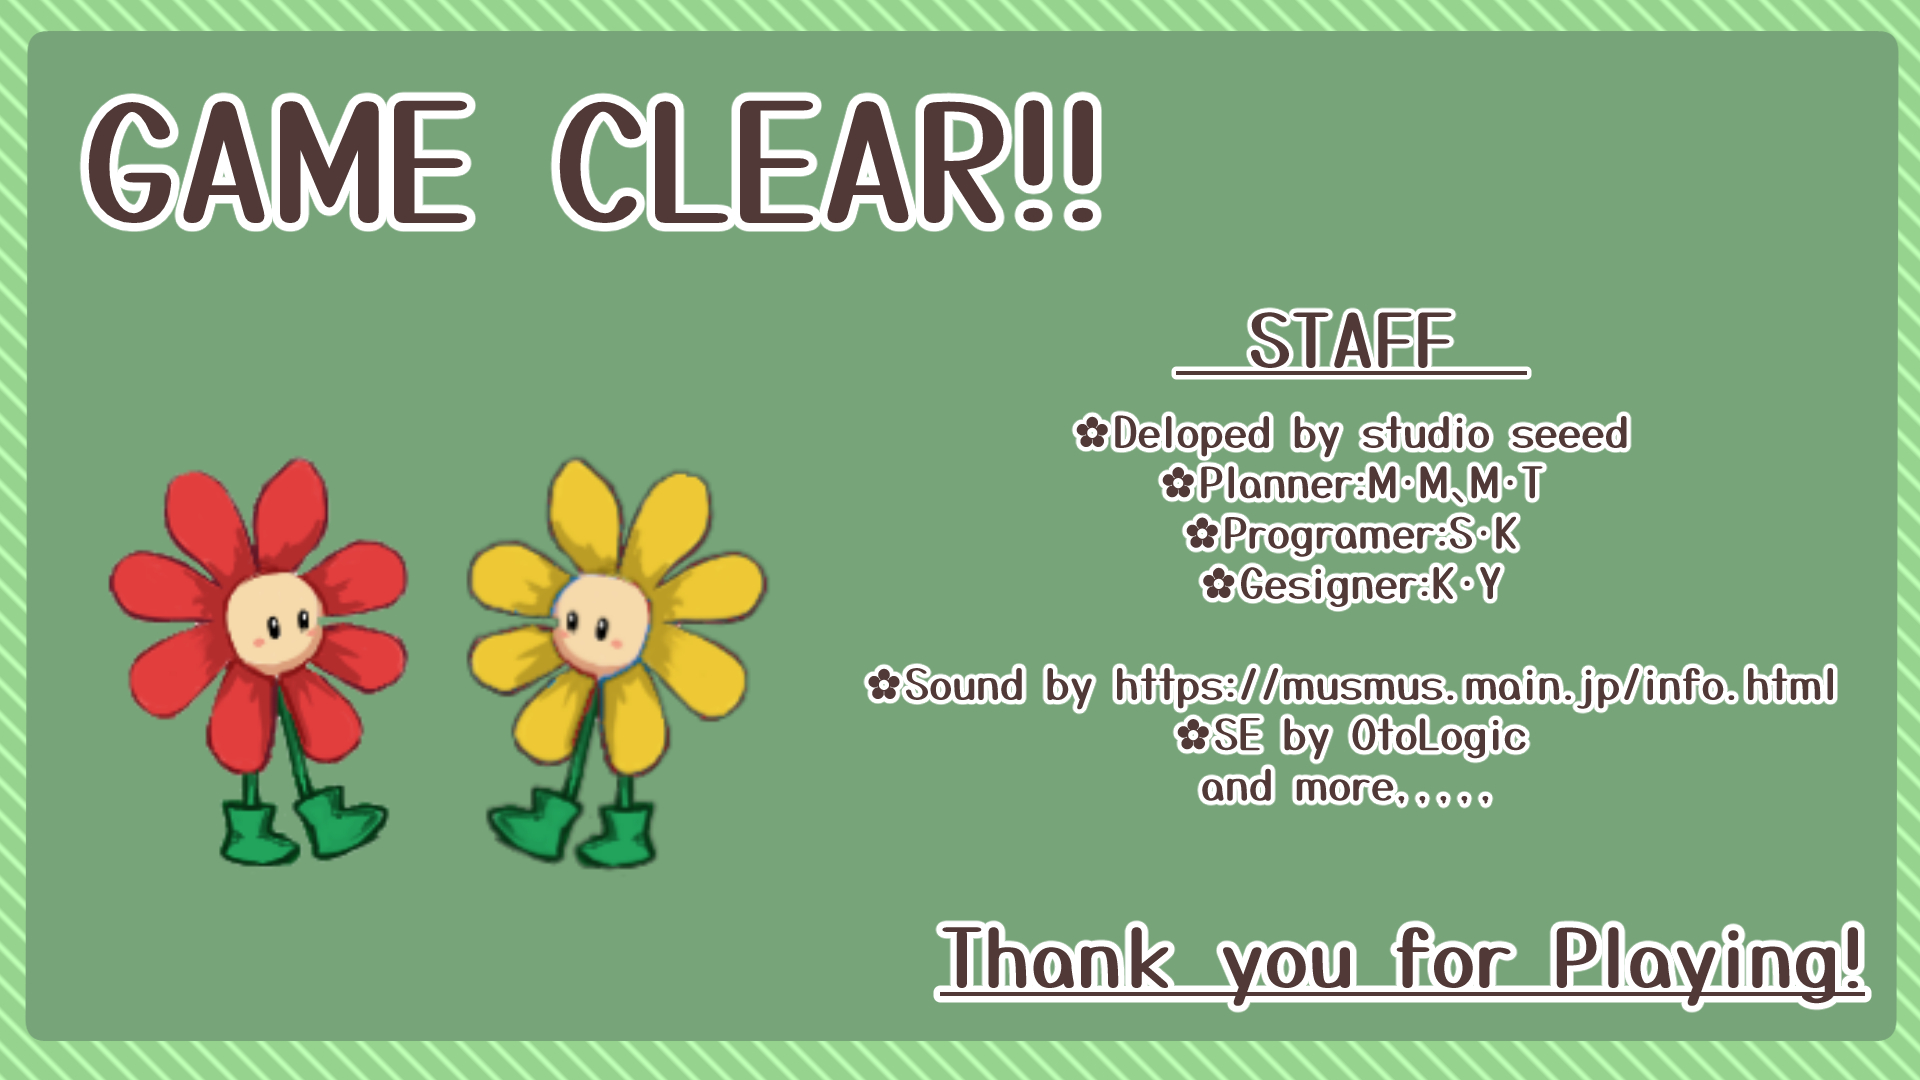 GAME CLEAR!!
STAFF
✿Deloped by studio seeed
✿Planner:M・M、M・T
✿Programer:S・K
✿Gesigner:K・Y
✿Sound by https://musmus.main.jp/info.html
✿SE by OtoLogic
and more,,,,,
Thank you for Playing!